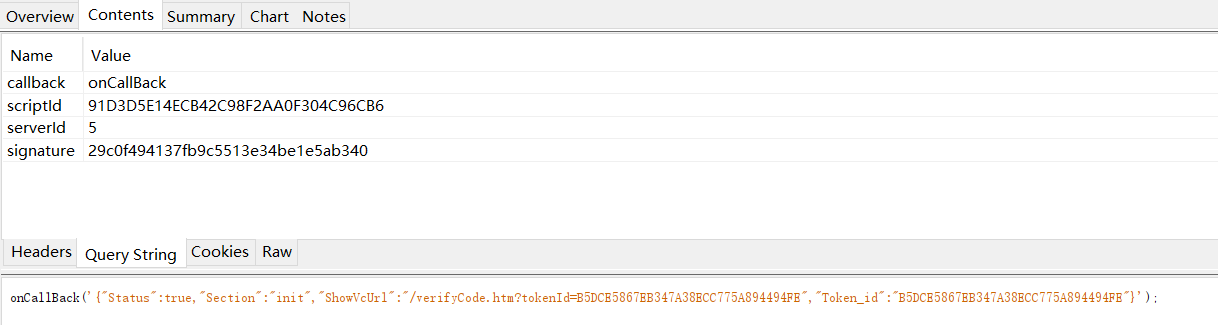 Overview Contents Summary Chart Notes
Name Value
callback onCallBack
scriptId 91D3D5E14ECB42C98F2AA0F304C96CB6
serverId 5
signature 29c0f494137fb9c5513e34be1e5ab340
Headers Query String Cookies Raw
onCallBack('{"Status":true,"Section":"init","ShowVcUrl":"/verifyCode.htm?tokenId=B5DCE5867EB347A38ECC775A894494FE","Token_id":"B5DCE5867EB347A38ECC775A894494FE"}');